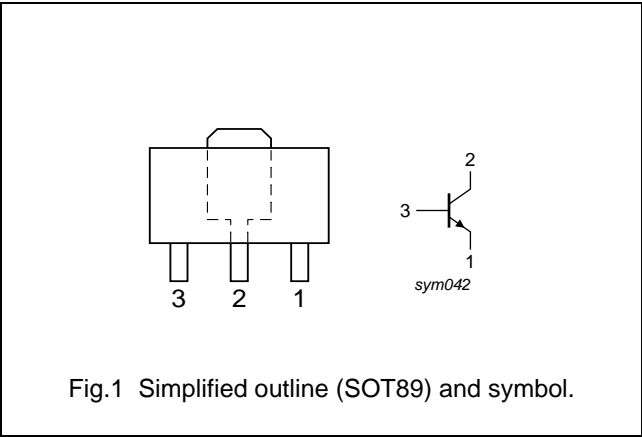 2
3
1
sym042
3 2 1
Fig.1 Simplified outline (SOT89) and symbol.